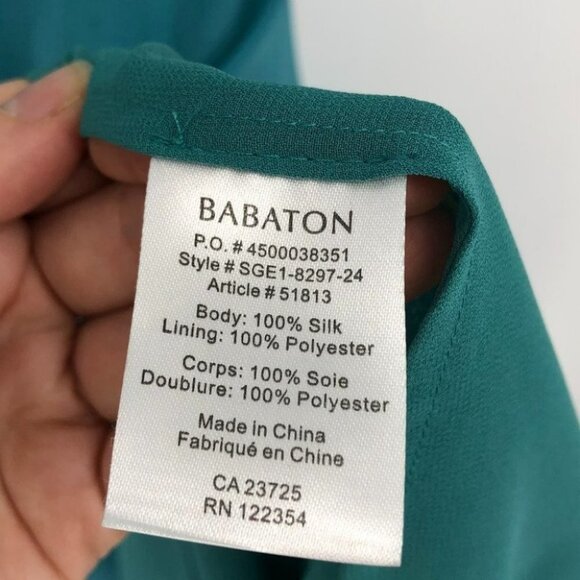 BABATON
P.O. # 4500038351
Style # SGE1-8297-24
Article # 51813
Body: 100% Silk
Lining: 100% Polyester
Corps: 100% Soie
Doublure: 100% Polyester
Made in China
Fabriqué en Chine
CA 23725
RN 122354